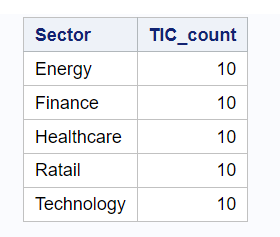 Sector TIC_count
Energy 10
Finance 10
Healthcare 10
Ratail 10
Technology 10